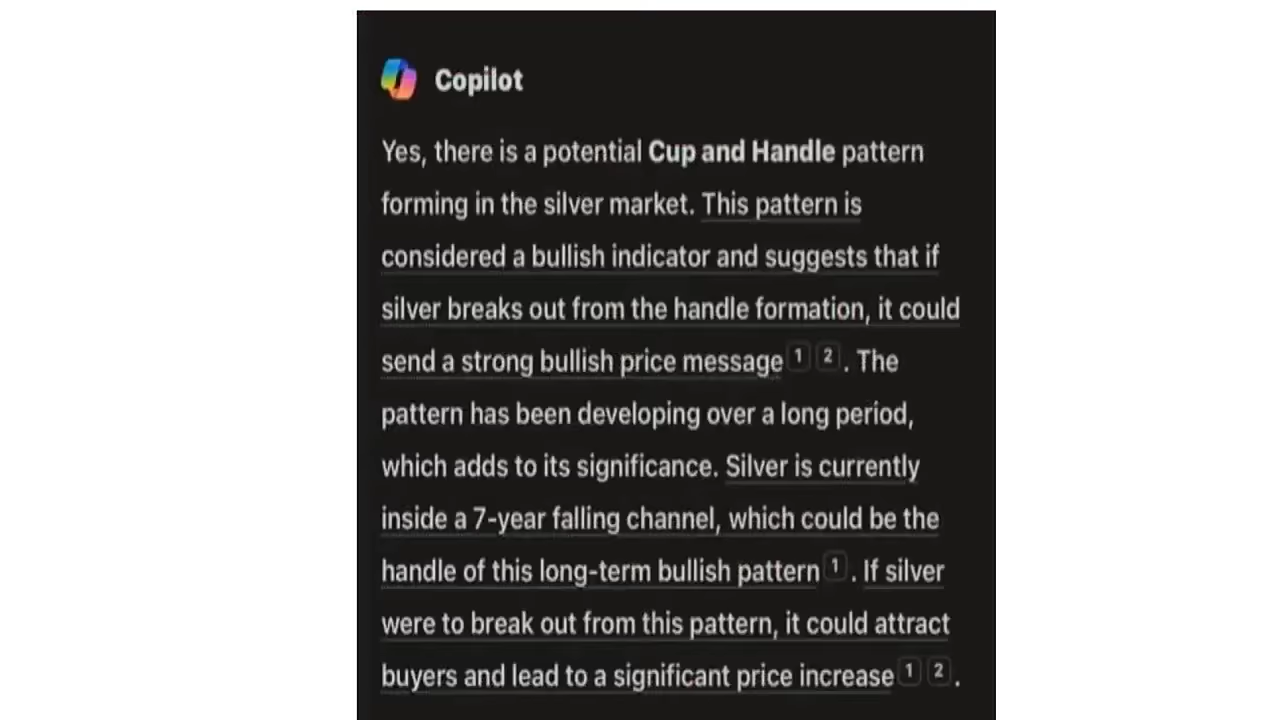 Copilot
Yes, there is a potential Cup and Handle pattern
forming in the silver market. This pattern is
considered a bullish indicator and suggests that if
silver breaks out from the handle formation, it could
send a strong bullish price message 1 2 . The
pattern has been developing over a long period,
which adds to its significance. Silver is currently
inside a 7-year falling channel, which could be the
handle of this long-term bullish pattern 1 . If silver
were to break out from this pattern, it could attract
buyers and lead to a significant price increase 1 2 .